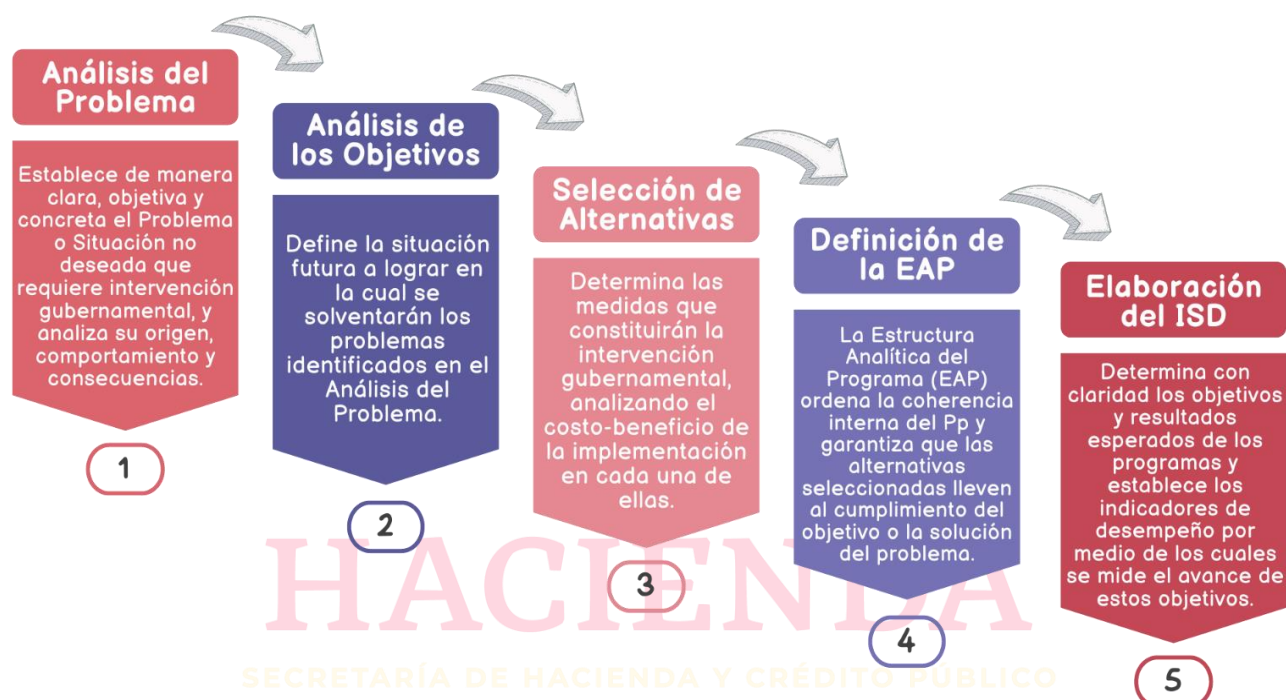 Análisis del
Problema
Establece de manera
clara, objetiva y
concreta el Problema
o Situación no
deseada que
requiere intervención
gubernamental, y
analiza su origen,
comportamiento y
consecuencias.
1
Análisis de
los Objetivos
Define la situación
futura a lograr en
la cual se
solventarán los
problemas
identificados en el
Análisis del
Problema.
2
Selección de
Alternativas
Determina las
medidas que
constituirán la
intervención
gubernamental,
analizando el
costo-beneficio de
la implementación
en cada una de
ellas.
3
Definición de
la EAP
La Estructura
Analítica del
Programa (EAP)
ordena la coherencia
interna del Pp y
garantiza que las
alternativas
seleccionadas lleven
al cumplimiento del
objetivo o la solución
del problema.
4
Elaboración
del ISD
Determina con
claridad los objetivos
y resultados
esperados de los
programas y
establece los
indicadores de
desempeño por
medio de los cuales
se mide el avance de
estos objetivos.
5
HACIENDA
SECRETARÍA DE HACIENDA Y CRÉDITO PÚBLICO